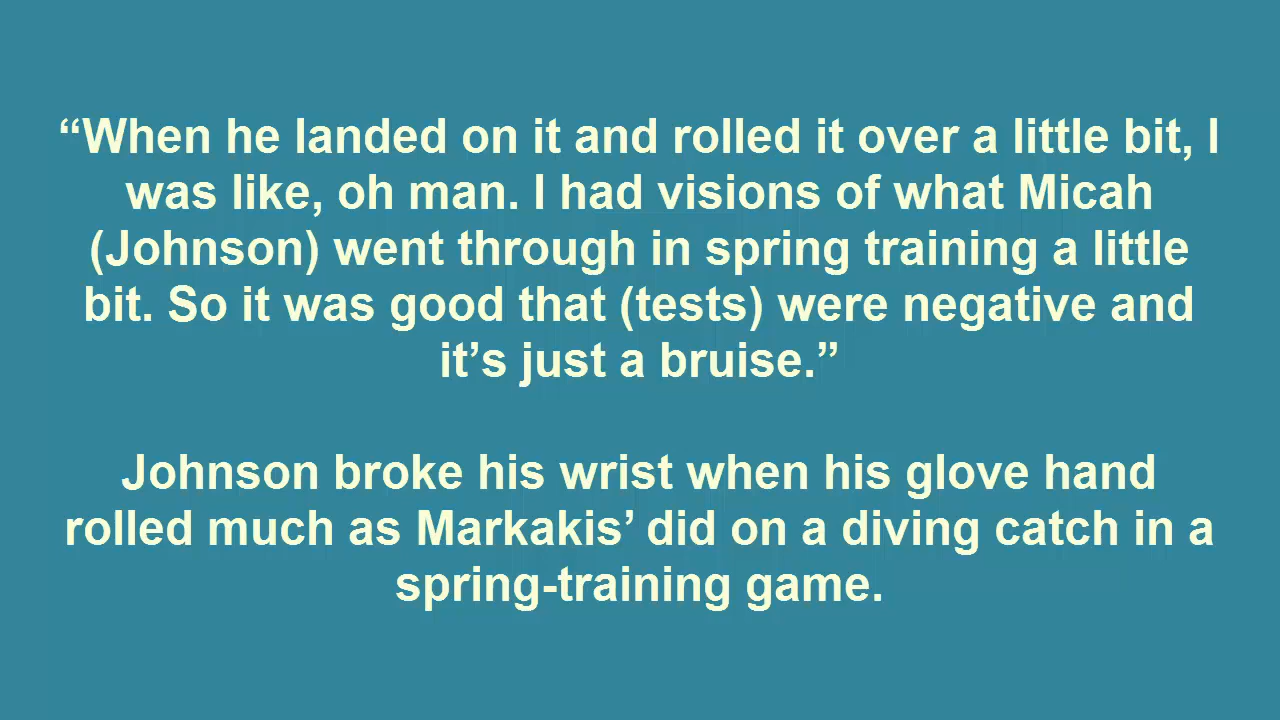 “When he landed on it and rolled it over a little bit, I
was like, oh man. I had visions of what Micah
(Johnson) went through in spring training a little
bit. So it was good that (tests) were negative and
it’s just a bruise.”
Johnson broke his wrist when his glove hand
rolled much as Markakis’ did on a diving catch in a
spring-training game.